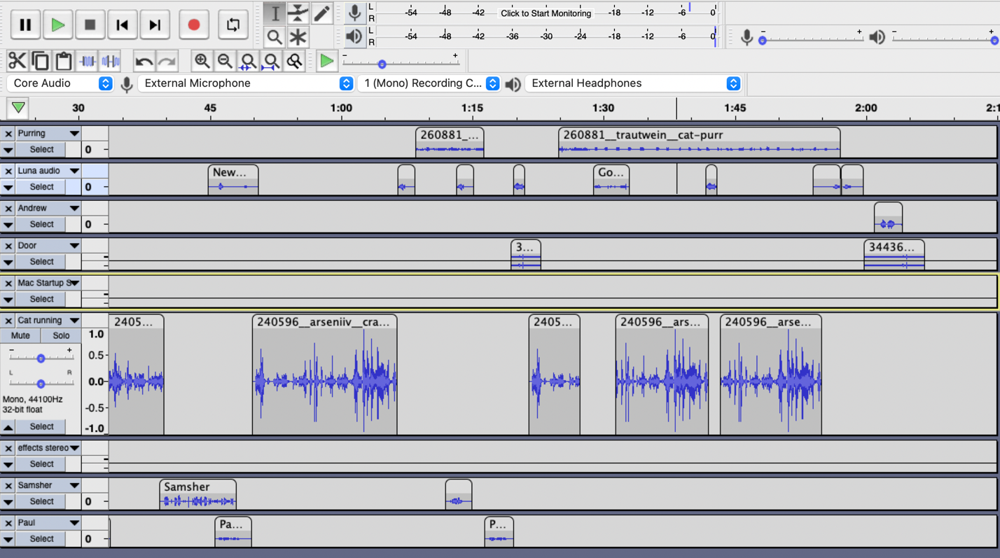 L
R
-54 -48 -42 Click to Start Monitoring -18 -12 -6 0
L
R
-54 -48 -42 -36 -30 -24 -18 -12 -6 0
- +
- +
- +
Core Audio
External Microphone
1 (Mono) Recording C...
External Headphones
30 45 1:00 1:15 1:30 1:45 2:00 2:1
Purring
Select
0
260881_...
260881__trautwein__cat-purr
Luna audio
Select
0
New...
Go...
Andrew
Select
0
Door
Select
3...
34436...
Mac Startup S
Select
Cat running
Mute Solo
- +
L R
Mono, 44100Hz
32-bit float
Select
1.0
0.5-
0.0-
-0.5-
-1.0
2405...
240596__arseniiv__cra...
2405...
240596__ars...
240596__arse...
effects stereo
Select
Samsher
Select
0
Samsher
Paul
Select
0
Pa...
P...